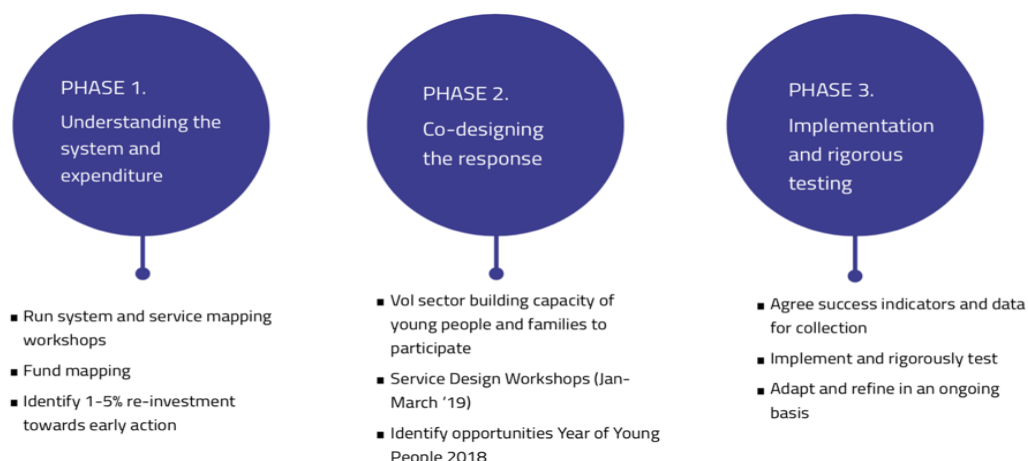 PHASE 1.
Understanding the
system and
expenditure
▪ Run system and service mapping
workshops
▪ Fund mapping
▪ Identify 1-5% re-investment
towards early action
PHASE 2.
Co-designing
the response
▪ Vol sector building capacity of
young people and families to
participate
▪ Service Design Workshops (Jan-
March '19)
▪ Identify opportunities Year of Young
People 2018
PHASE 3.
Implementation
and rigorous
testing
▪ Agree success indicators and data
for collection
▪ Implement and rigorously test
▪ Adapt and refine in an ongoing
basis